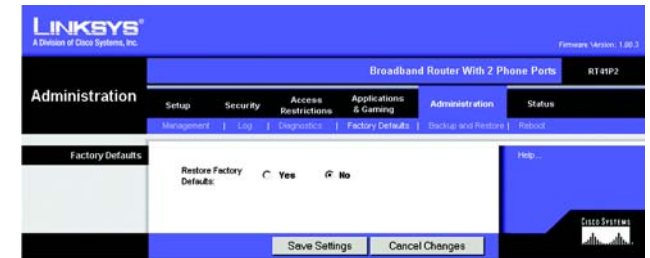 LINKSYS®
A Division of Cisco Systems, Inc.
Firmware Version: 1.00.3
Broadband Router With 2 Phone Ports RT41P2
Administration
Setup Security Access Restrictions Applications & Gaming Administration Status
Management | Log | Diagnostics | Factory Defaults | Backup and Restore | Reboot
Factory Defaults
Help...
Restore Factory Defaults: Yes No
CISCO SYSTEMS
Save Settings Cancel Changes